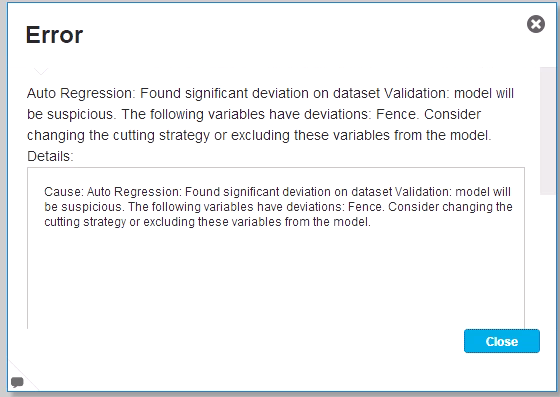 Error
Auto Regression: Found significant deviation on dataset Validation: model will
be suspicious. The following variables have deviations: Fence. Consider
changing the cutting strategy or excluding these variables from the model.
Details:
Cause: Auto Regression: Found significant deviation on dataset Validation: model will
be suspicious. The following variables have deviations: Fence. Consider changing the
cutting strategy or excluding these variables from the model.
Close